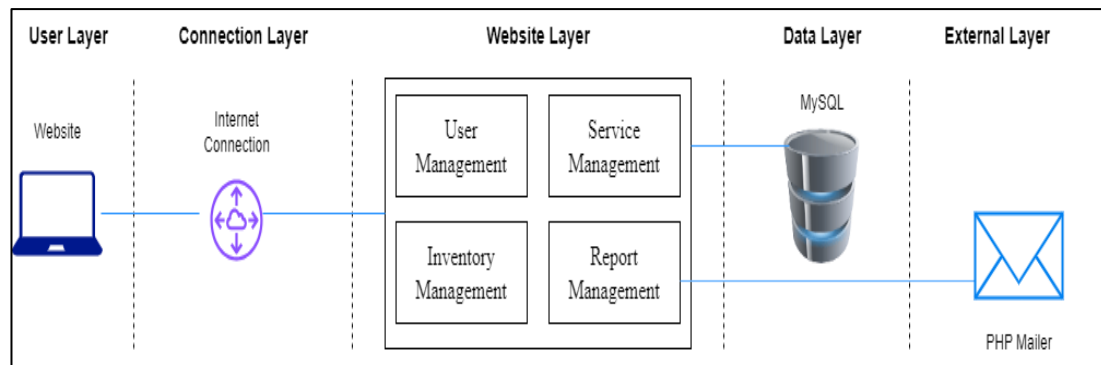 User Layer
Connection Layer
Website Layer
Data Layer
External Layer
Website
Internet
Connection
User
Management
Service
Management
Inventory
Management
Report
Management
MySQL
PHP Mailer